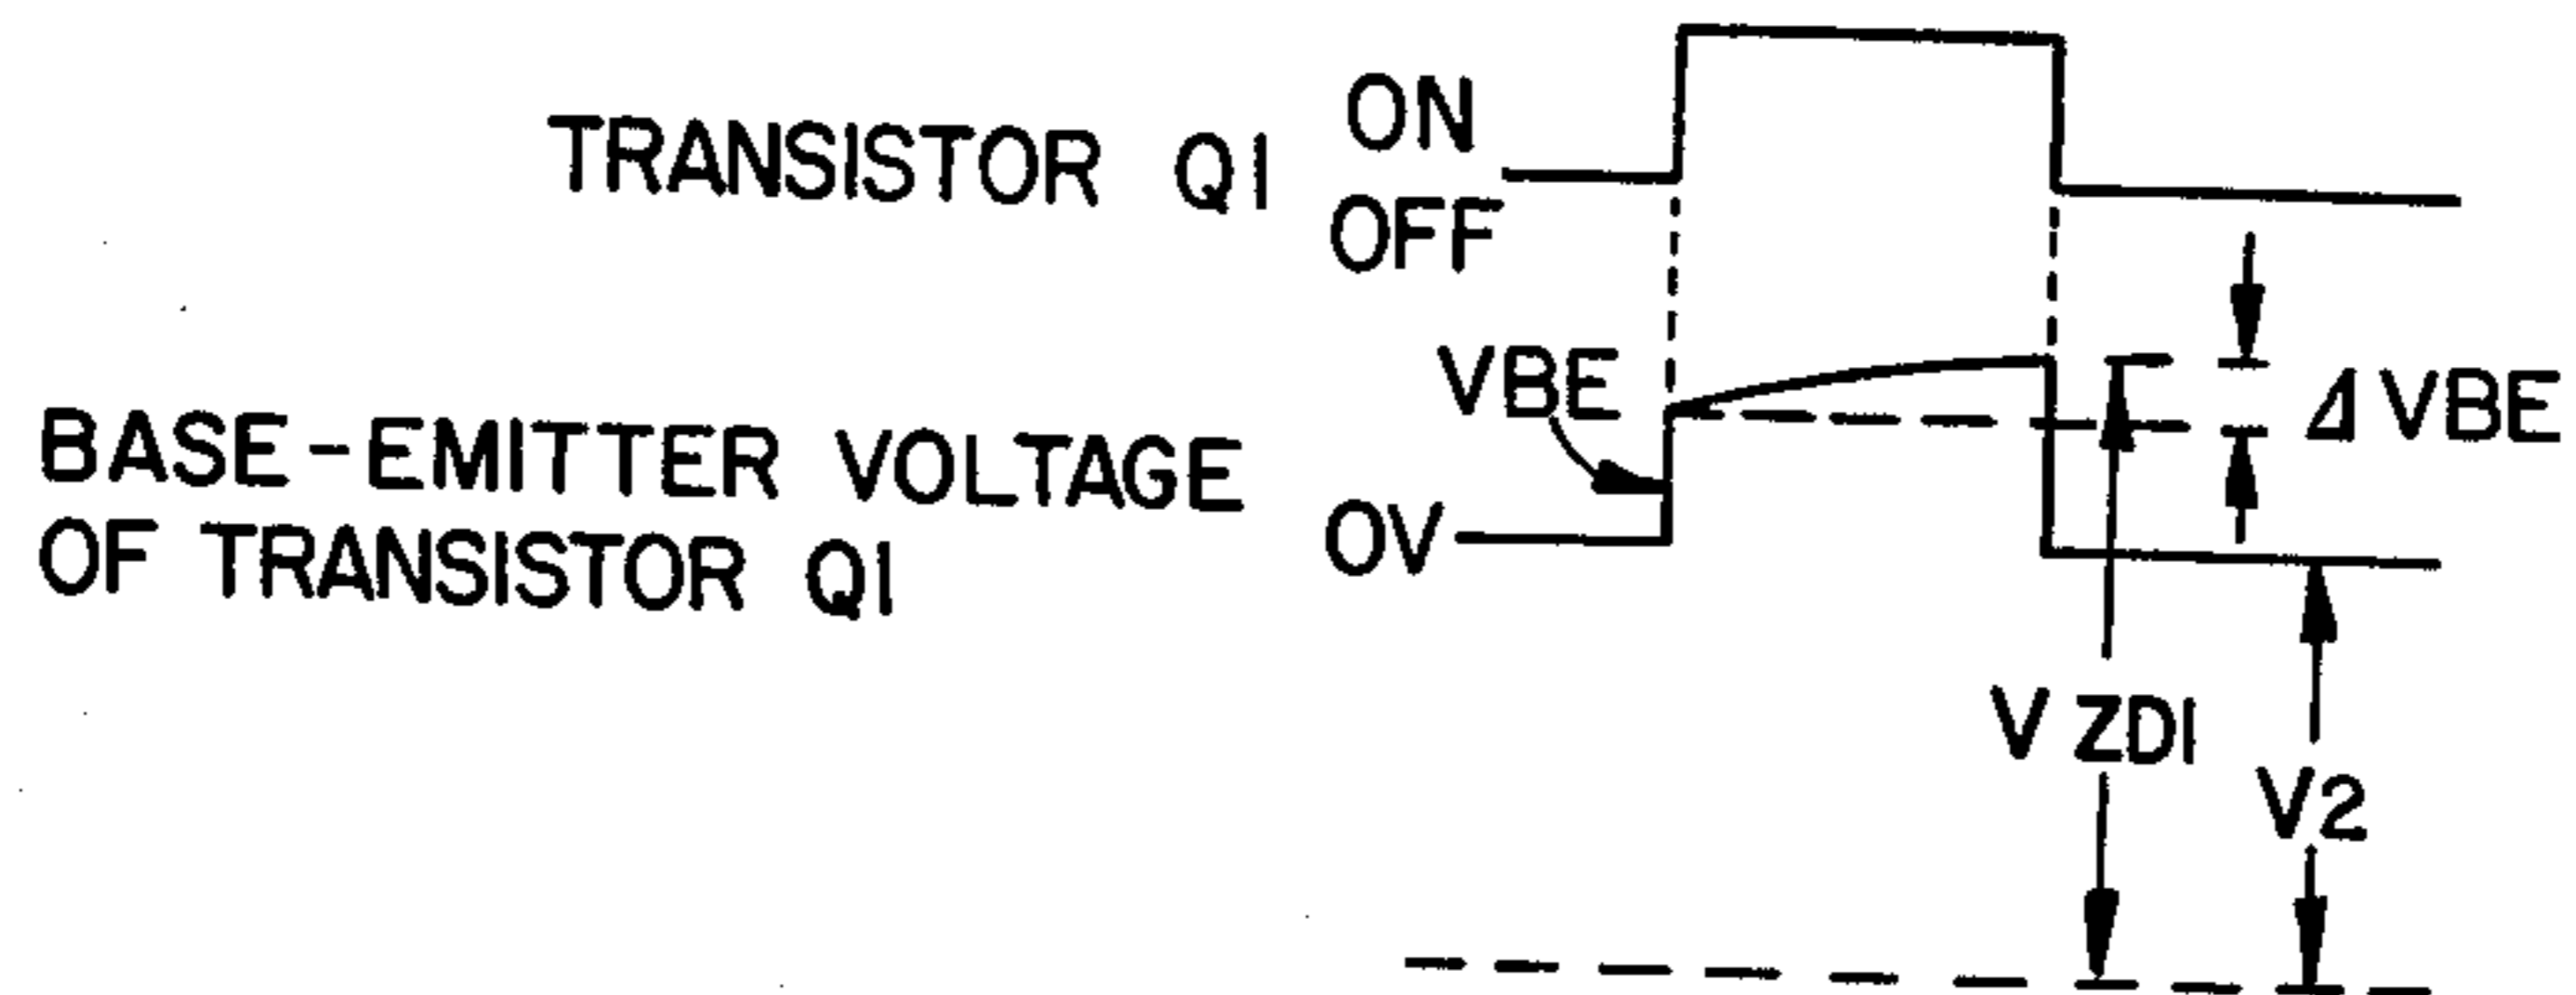 TRANSISTOR Q1
ON
OFF
VBE
ΔVBE
BASE-EMITTER VOLTAGE
OF TRANSISTOR Q1
0V
V ZD1
V2